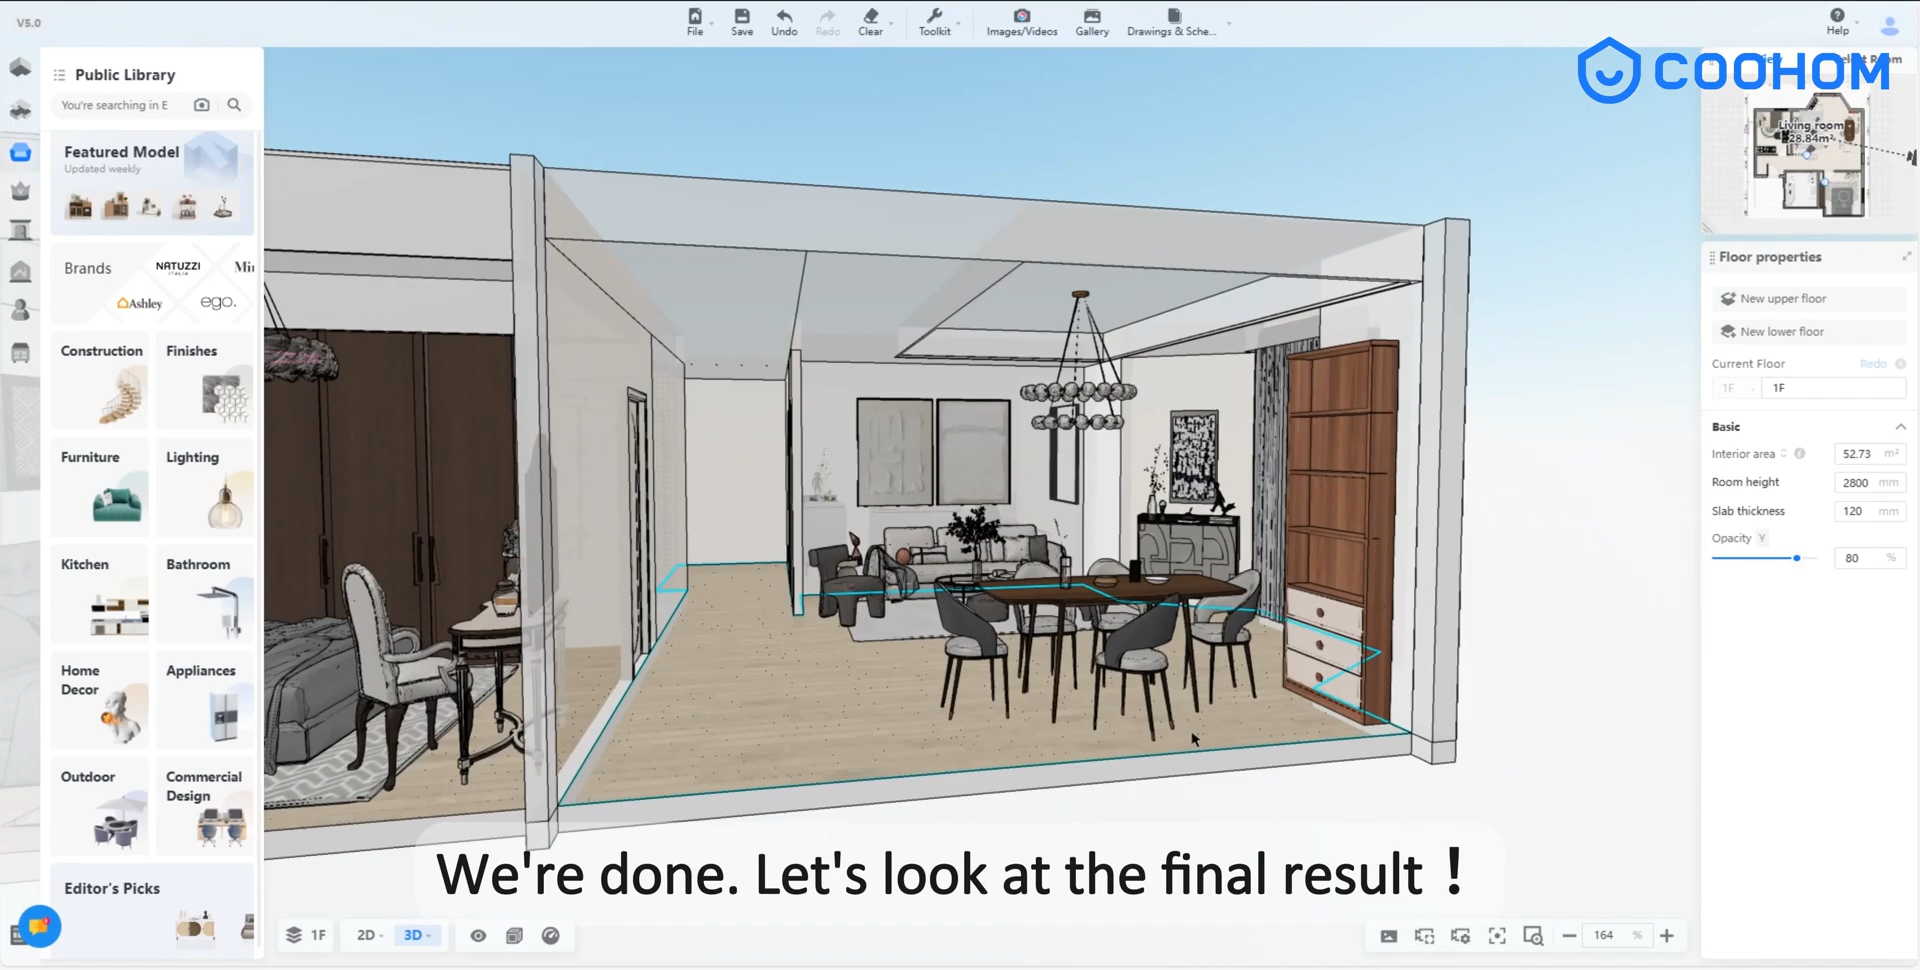 V5.0
File
Save
Undo
Redo
Clear
Toolkit
Images/Videos
Gallery
Drawings & Sche...
Help
COOHOM
Public Library
You're searching in E
Featured Model
Updated weekly
Brands
NATUZZI
ITALIA
Ashley
ego.
Construction
Finishes
Furniture
Lighting
Kitchen
Bathroom
Home
Decor
Appliances
Outdoor
Commercial
Design
Editor's Picks
Living room
28.84m²
Floor properties
New upper floor
New lower floor
Current Floor
Redo
1F - 1F
Basic
Interior area 52.73 m²
Room height 2800 mm
Slab thickness 120 mm
Opacity Y
80 %
We're done. Let's look at the final result！
1F
2D
3D
164 %